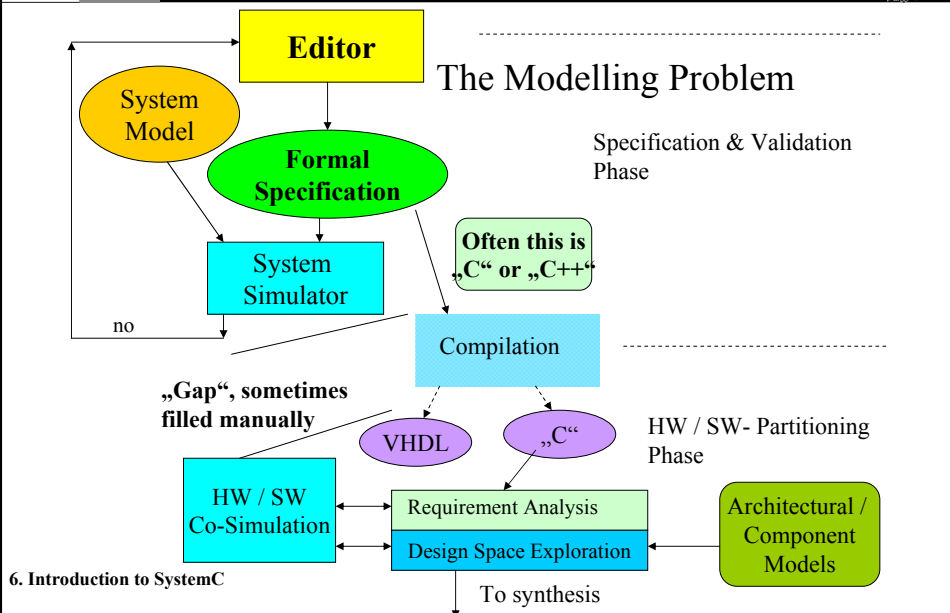 Editor
The Modelling Problem
System
Model
Specification & Validation
Phase
Formal
Specification
Often this is
„C“ or „C++“
System
Simulator
no
Compilation
„Gap“, sometimes
filled manually
VHDL
„C“
HW / SW- Partitioning
Phase
HW / SW
Co-Simulation
Requirement Analysis
Design Space Exploration
Architectural /
Component
Models
6. Introduction to SystemC
To synthesis